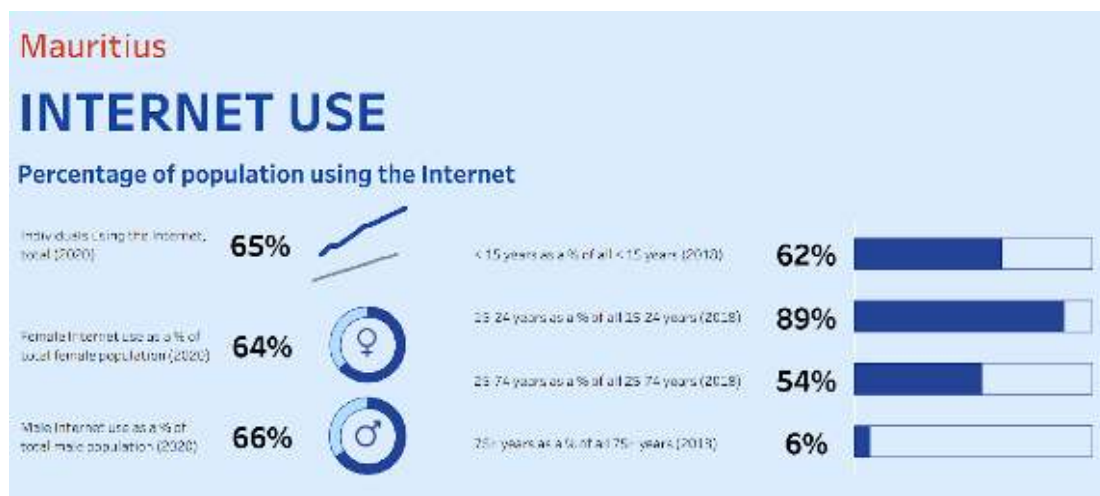 Mauritius
INTERNET USE
Percentage of population using the Internet
Individuals using the Internet,
total (2020)
65%
Female Internet use as a % of
total female population (2020)
64%
Male Internet use as a % of
total male population (2020)
66%
< 15 years as a % of all < 15 years (2018)
62%
15-24 years as a % of all 15-24 years (2018)
89%
25-74 years as a % of all 25-74 years (2018)
54%
75+ years as a % of all 75+ years (2018)
6%